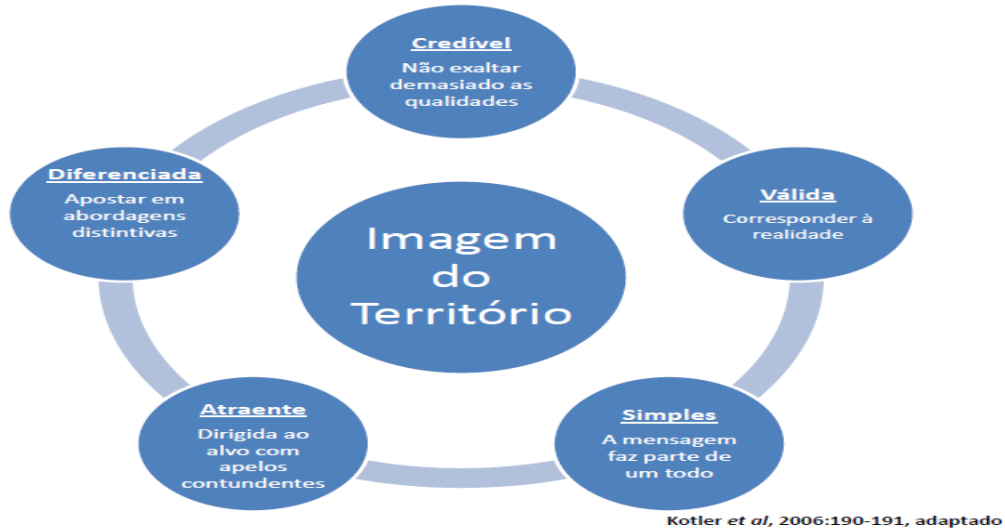 Credível
Não exaltar
demasiado as
qualidades
Diferenciada
Apostar em
abordagens
distintivas
Válida
Corresponder à
realidade
Imagem
do
Território
Atraente
Dirigida ao
alvo com
apelos
contundentes
Simples
A mensagem
faz parte de
um todo
Kotler et al, 2006:190-191, adaptado